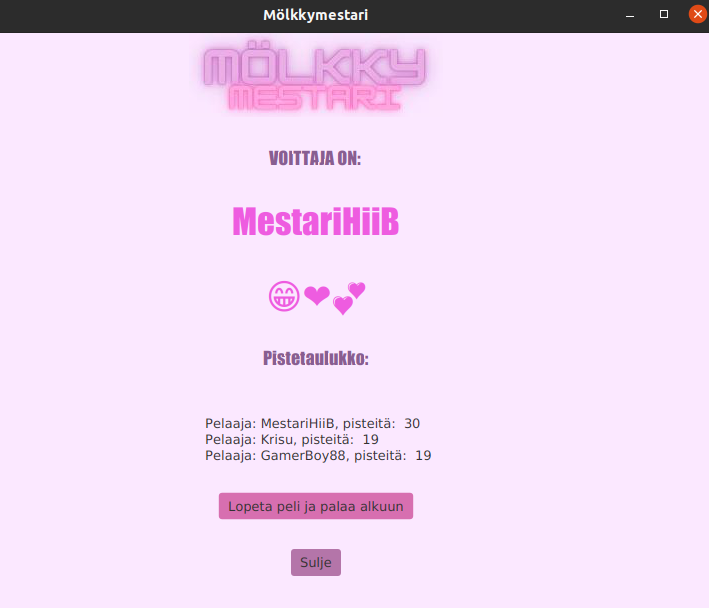 Mölkkymestari
MÖLKKY
MESTARI
VOITTAJA ON:
MestariHiiB
😁❤💕
Pistetaulukko:
Pelaaja: MestariHiiB, pisteitä:  30
Pelaaja: Krisu, pisteitä:  19
Pelaaja: GamerBoy88, pisteitä:  19
Lopeta peli ja palaa alkuun
Sulje